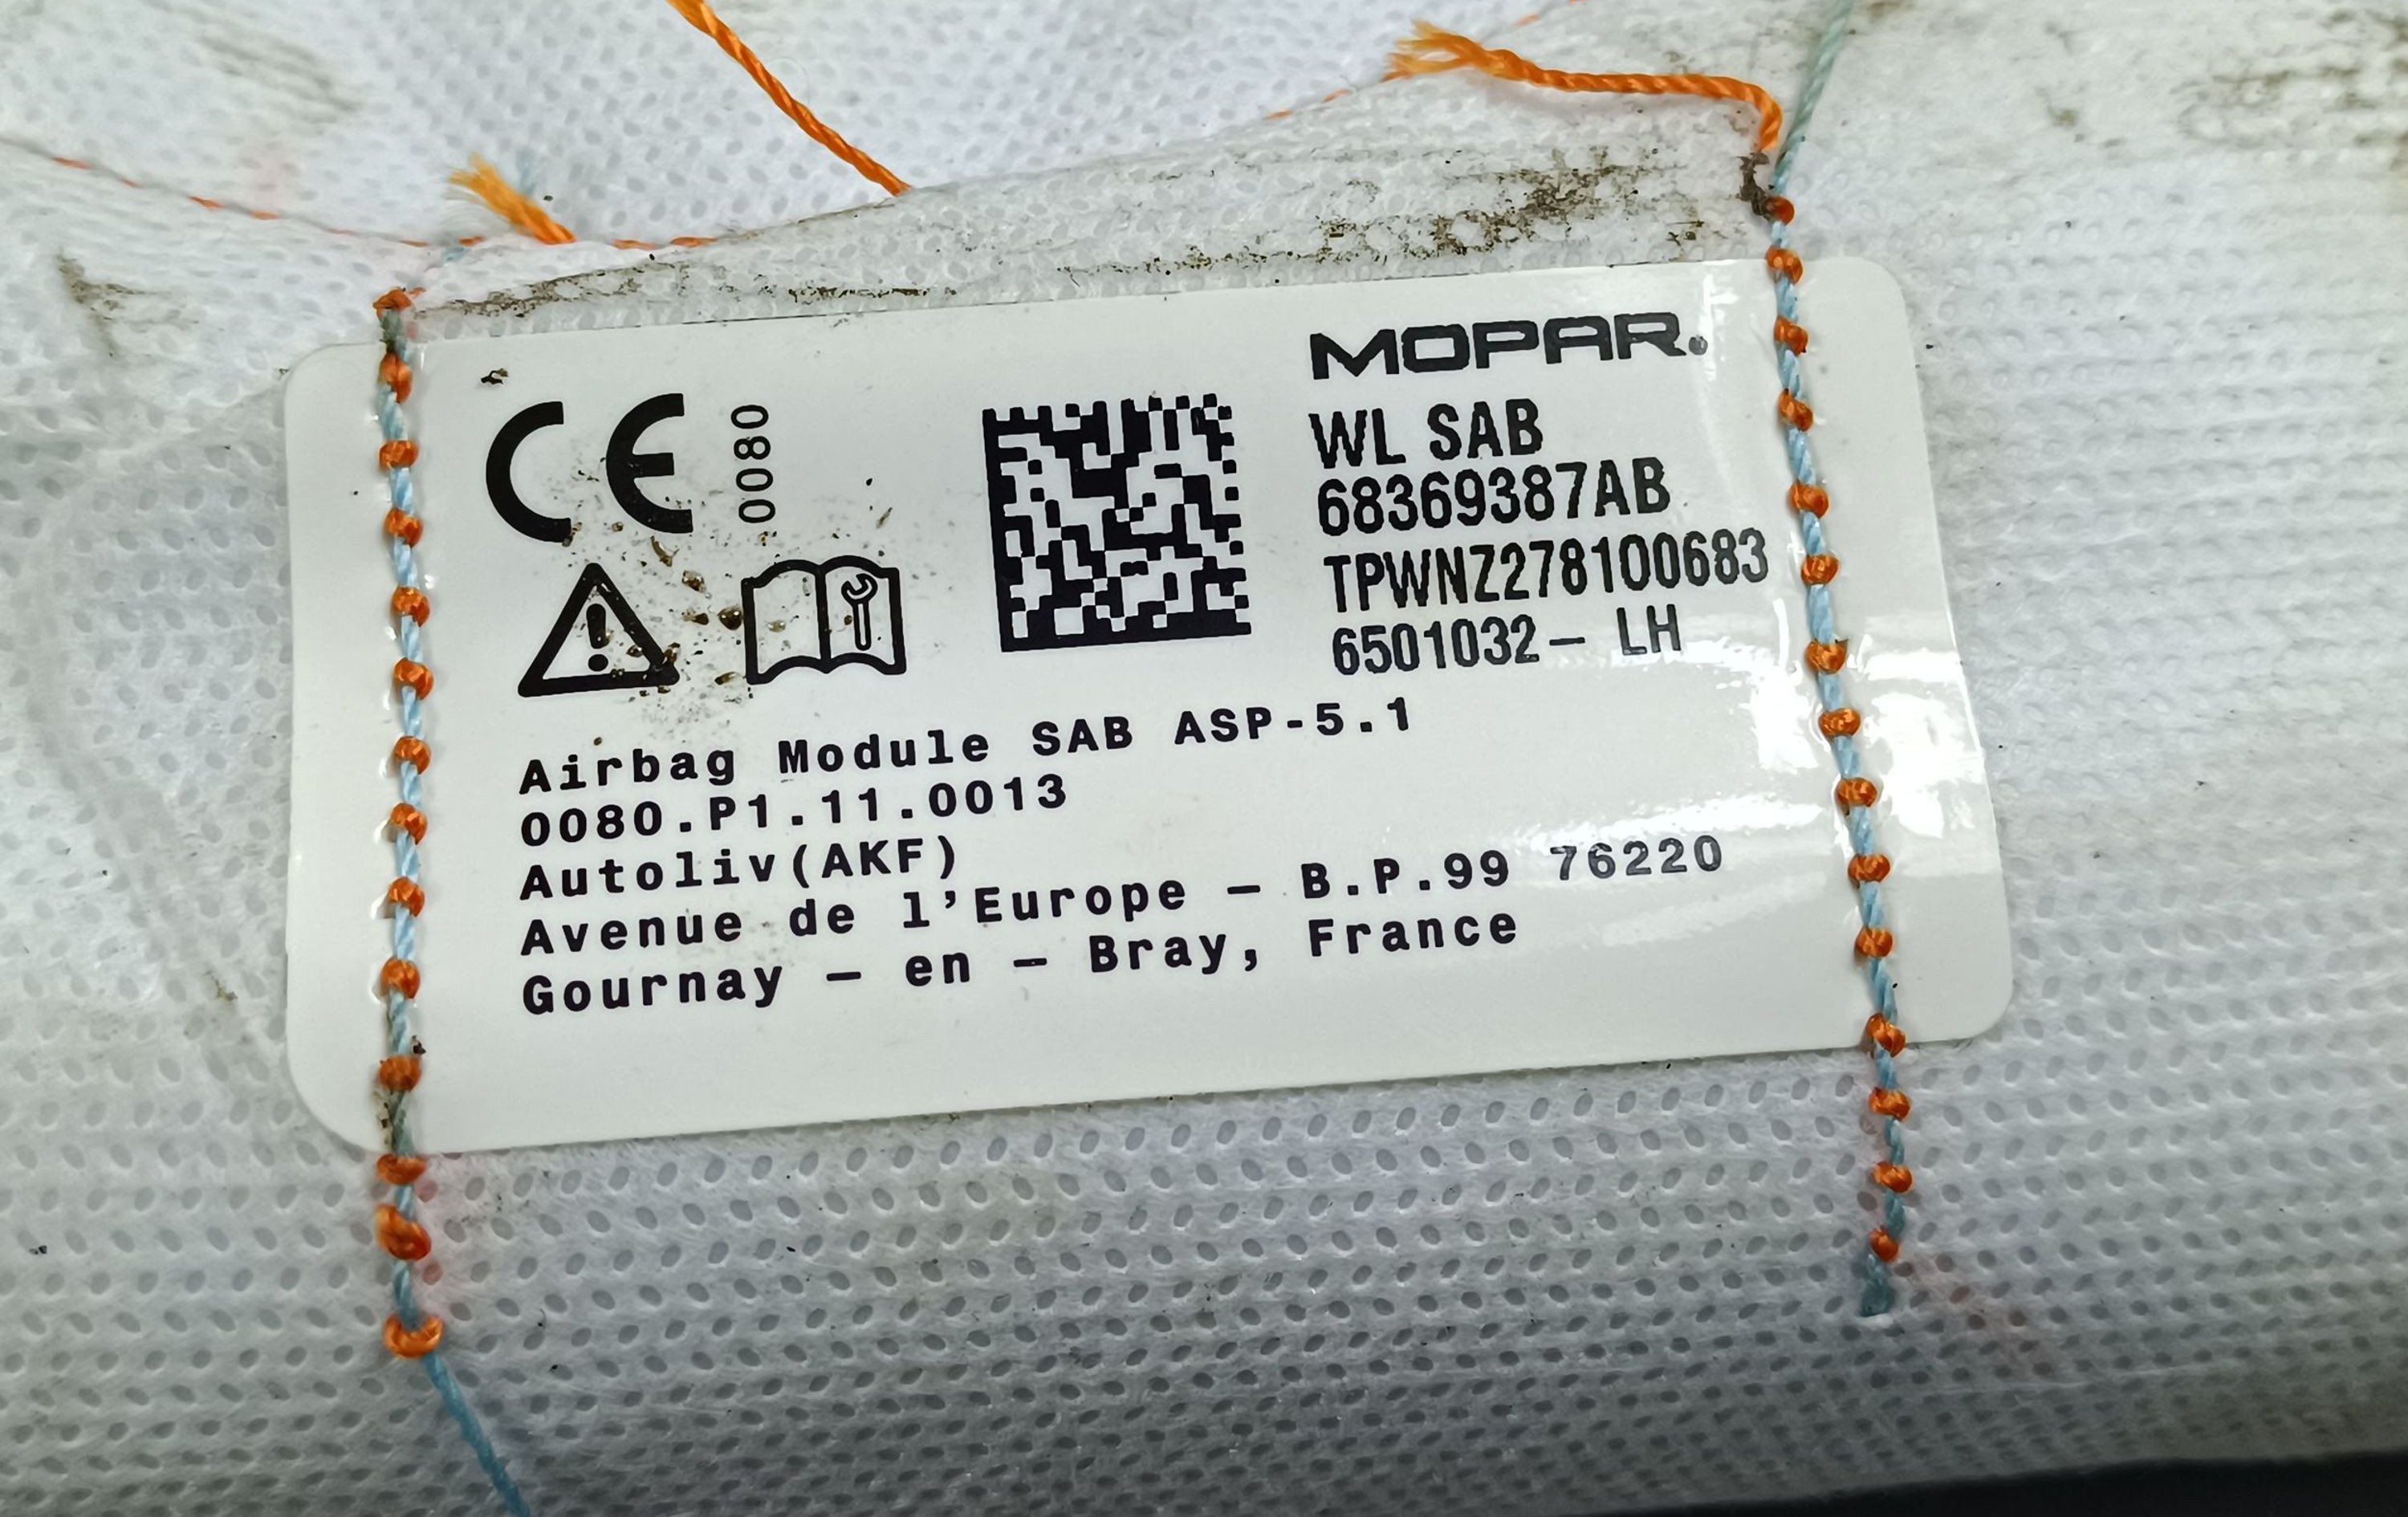 MOPAR.
CE 0080
WL SAB
68369387AB
TPWNZ278100683
6501032- LH
Airbag Module SAB ASP-5.1
0080.P1.11.0013
Autoliv(AKF)
Avenue de l'Europe - B.P.99 76220
Gournay - en - Bray, France